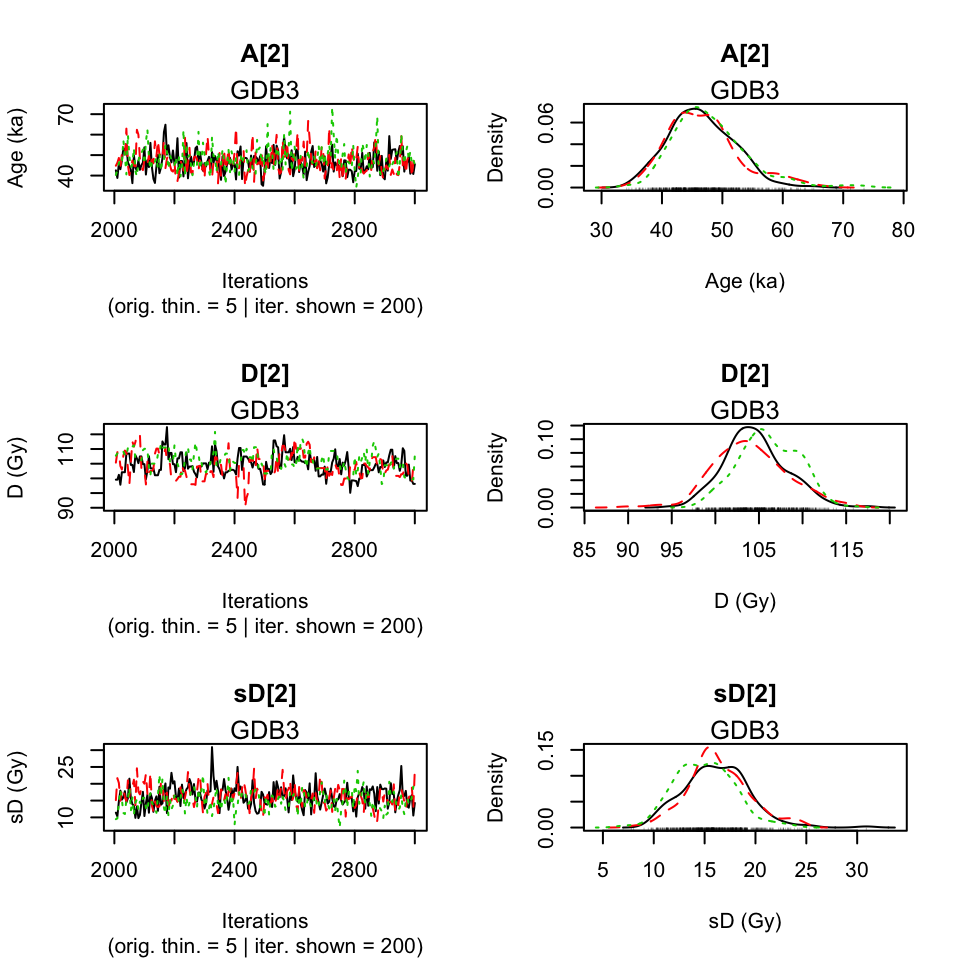 A[2]
GDB3
Age (ka)
70
40
2000 2400 2800
Iterations
(orig. thin. = 5 | iter. shown = 200)
A[2]
GDB3
Density
0.06
0.00
30 40 50 60 70 80
Age (ka)
D[2]
GDB3
D (Gy)
110
90
2000 2400 2800
Iterations
(orig. thin. = 5 | iter. shown = 200)
D[2]
GDB3
Density
0.10
0.00
85 90 95 105 115
D (Gy)
sD[2]
GDB3
sD (Gy)
25
10
2000 2400 2800
Iterations
(orig. thin. = 5 | iter. shown = 200)
sD[2]
GDB3
Density
0.15
0.00
5 10 15 20 25 30
sD (Gy)